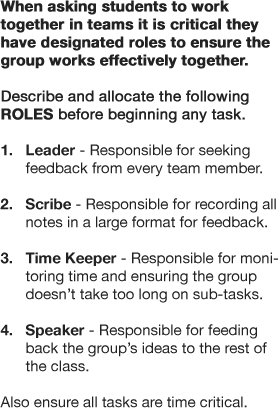 When asking students to work
together in teams it is critical they
have designated roles to ensure the
group works effectively together.
Describe and allocate the following
ROLES before beginning any task.
1. Leader - Responsible for seeking
feedback from every team member.
2. Scribe - Responsible for recording all
notes in a large format for feedback.
3. Time Keeper - Responsible for moni-
toring time and ensuring the group
doesn't take too long on sub-tasks.
4. Speaker - Responsible for feeding
back the group's ideas to the rest of
the class.
Also ensure all tasks are time critical.